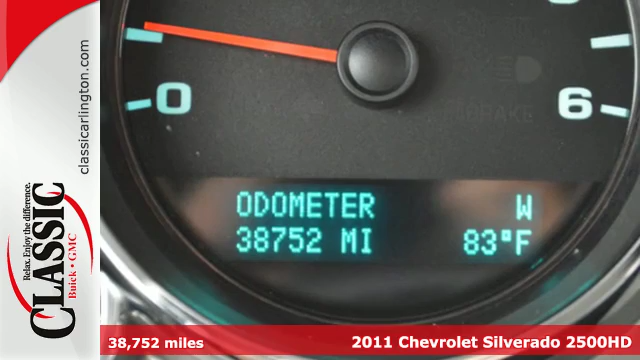 classicarlington.com
Relax. Enjoy the difference.
CLASSIC
Buick • GMC
0
6
BRAKE
ODOMETER W
38752 MI 83°F
38,752 miles
2011 Chevrolet Silverado 2500HD